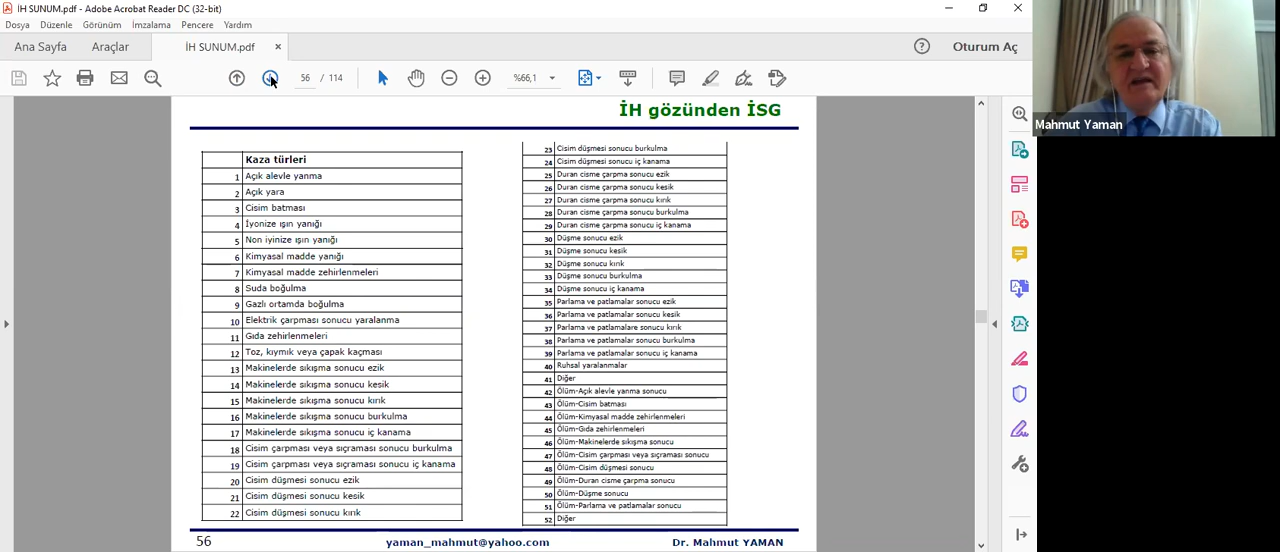 İH SUNUM.pdf - Adobe Acrobat Reader DC (32-bit)
Dosya Düzenle Görünüm İmzalama Pencere Yardım
Ana Sayfa Araçlar İH SUNUM.pdf × Oturum Aç
56 / 114 %66,1
Mahmut Yaman
İH gözünden İSG
Kaza türleri
1 Açık alevle yanma
2 Açık yara
3 Cisim batması
4 İyonize ışın yanığı
5 Non iyinize ışın yanığı
6 Kimyasal madde yanığı
7 Kimyasal madde zehirlenmeleri
8 Suda boğulma
9 Gazlı ortamda boğulma
10 Elektrik çarpması sonucu yaralanma
11 Gıda zehirlenmeleri
12 Toz, kıymık veya çapak kaçması
13 Makinelerde sıkışma sonucu ezik
14 Makinelerde sıkışma sonucu kesik
15 Makinelerde sıkışma sonucu kırık
16 Makinelerde sıkışma sonucu burkulma
17 Makinelerde sıkışma sonucu iç kanama
18 Cisim çarpması veya sıçraması sonucu burkulma
19 Cisim çarpması veya sıçraması sonucu iç kanama
20 Cisim düşmesi sonucu ezik
21 Cisim düşmesi sonucu kesik
22 Cisim düşmesi sonucu kırık
23 Cisim düşmesi sonucu burkulma
24 Cisim düşmesi sonucu iç kanama
25 Duran cisme çarpma sonucu ezik
26 Duran cisme çarpma sonucu kesik
27 Duran cisme çarpma sonucu kırık
28 Duran cisme çarpma sonucu burkulma
29 Duran cisme çarpma sonucu iç kanama
30 Düşme sonucu ezik
31 Düşme sonucu kesik
32 Düşme sonucu kırık
33 Düşme sonucu burkulma
34 Düşme sonucu iç kanama
35 Parlama ve patlamalar sonucu ezik
36 Parlama ve patlamalar sonucu kesik
37 Parlama ve patlamalare sonucu kırık
38 Parlama ve patlamalar sonucu burkulma
39 Parlama ve patlamalar sonucu iç kanama
40 Ruhsal yaralanmalar
41 Diğer
42 Ölüm-Açık alevle yanma sonucu
43 Ölüm-Cisim batması
44 Ölüm-Kimyasal madde zehirlenmeleri
45 Ölüm-Gıda zehirlenmeleri
46 Ölüm-Makinelerde sıkışma sonucu
47 Ölüm-Cisim çarpması veya sıçraması sonucu
48 Ölüm-Cisim düşmesi sonucu
49 Ölüm-Duran cisme çarpma sonucu
50 Ölüm-Düşme sonucu
51 Ölüm-Parlama ve patlamalar sonucu
52 Diğer
56 yaman_mahmut@yahoo.com Dr. Mahmut YAMAN